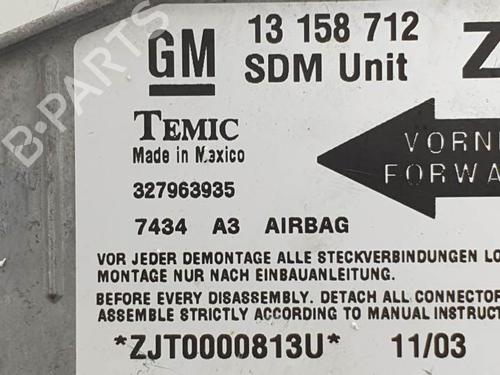 GM
13 158 712
SDM Unit
Z
TEMIC
Made in Mexico
327963935
VORN
FORWA
7434 A3 AIRBAG
VOR JEDER DEMONTAGE ALLE STECKVERBINDUNGEN LO
MONTAGE NUR NACH EINBAUANLEITUNG.
BEFORE EVERY DISASSEMBLY. DETACH ALL CONNECTOR
ASSEMBLE STRICTLY ACCORDING TO MANUAL INSTRUCT
*ZJT0000813U* 11/03
B-PARTS